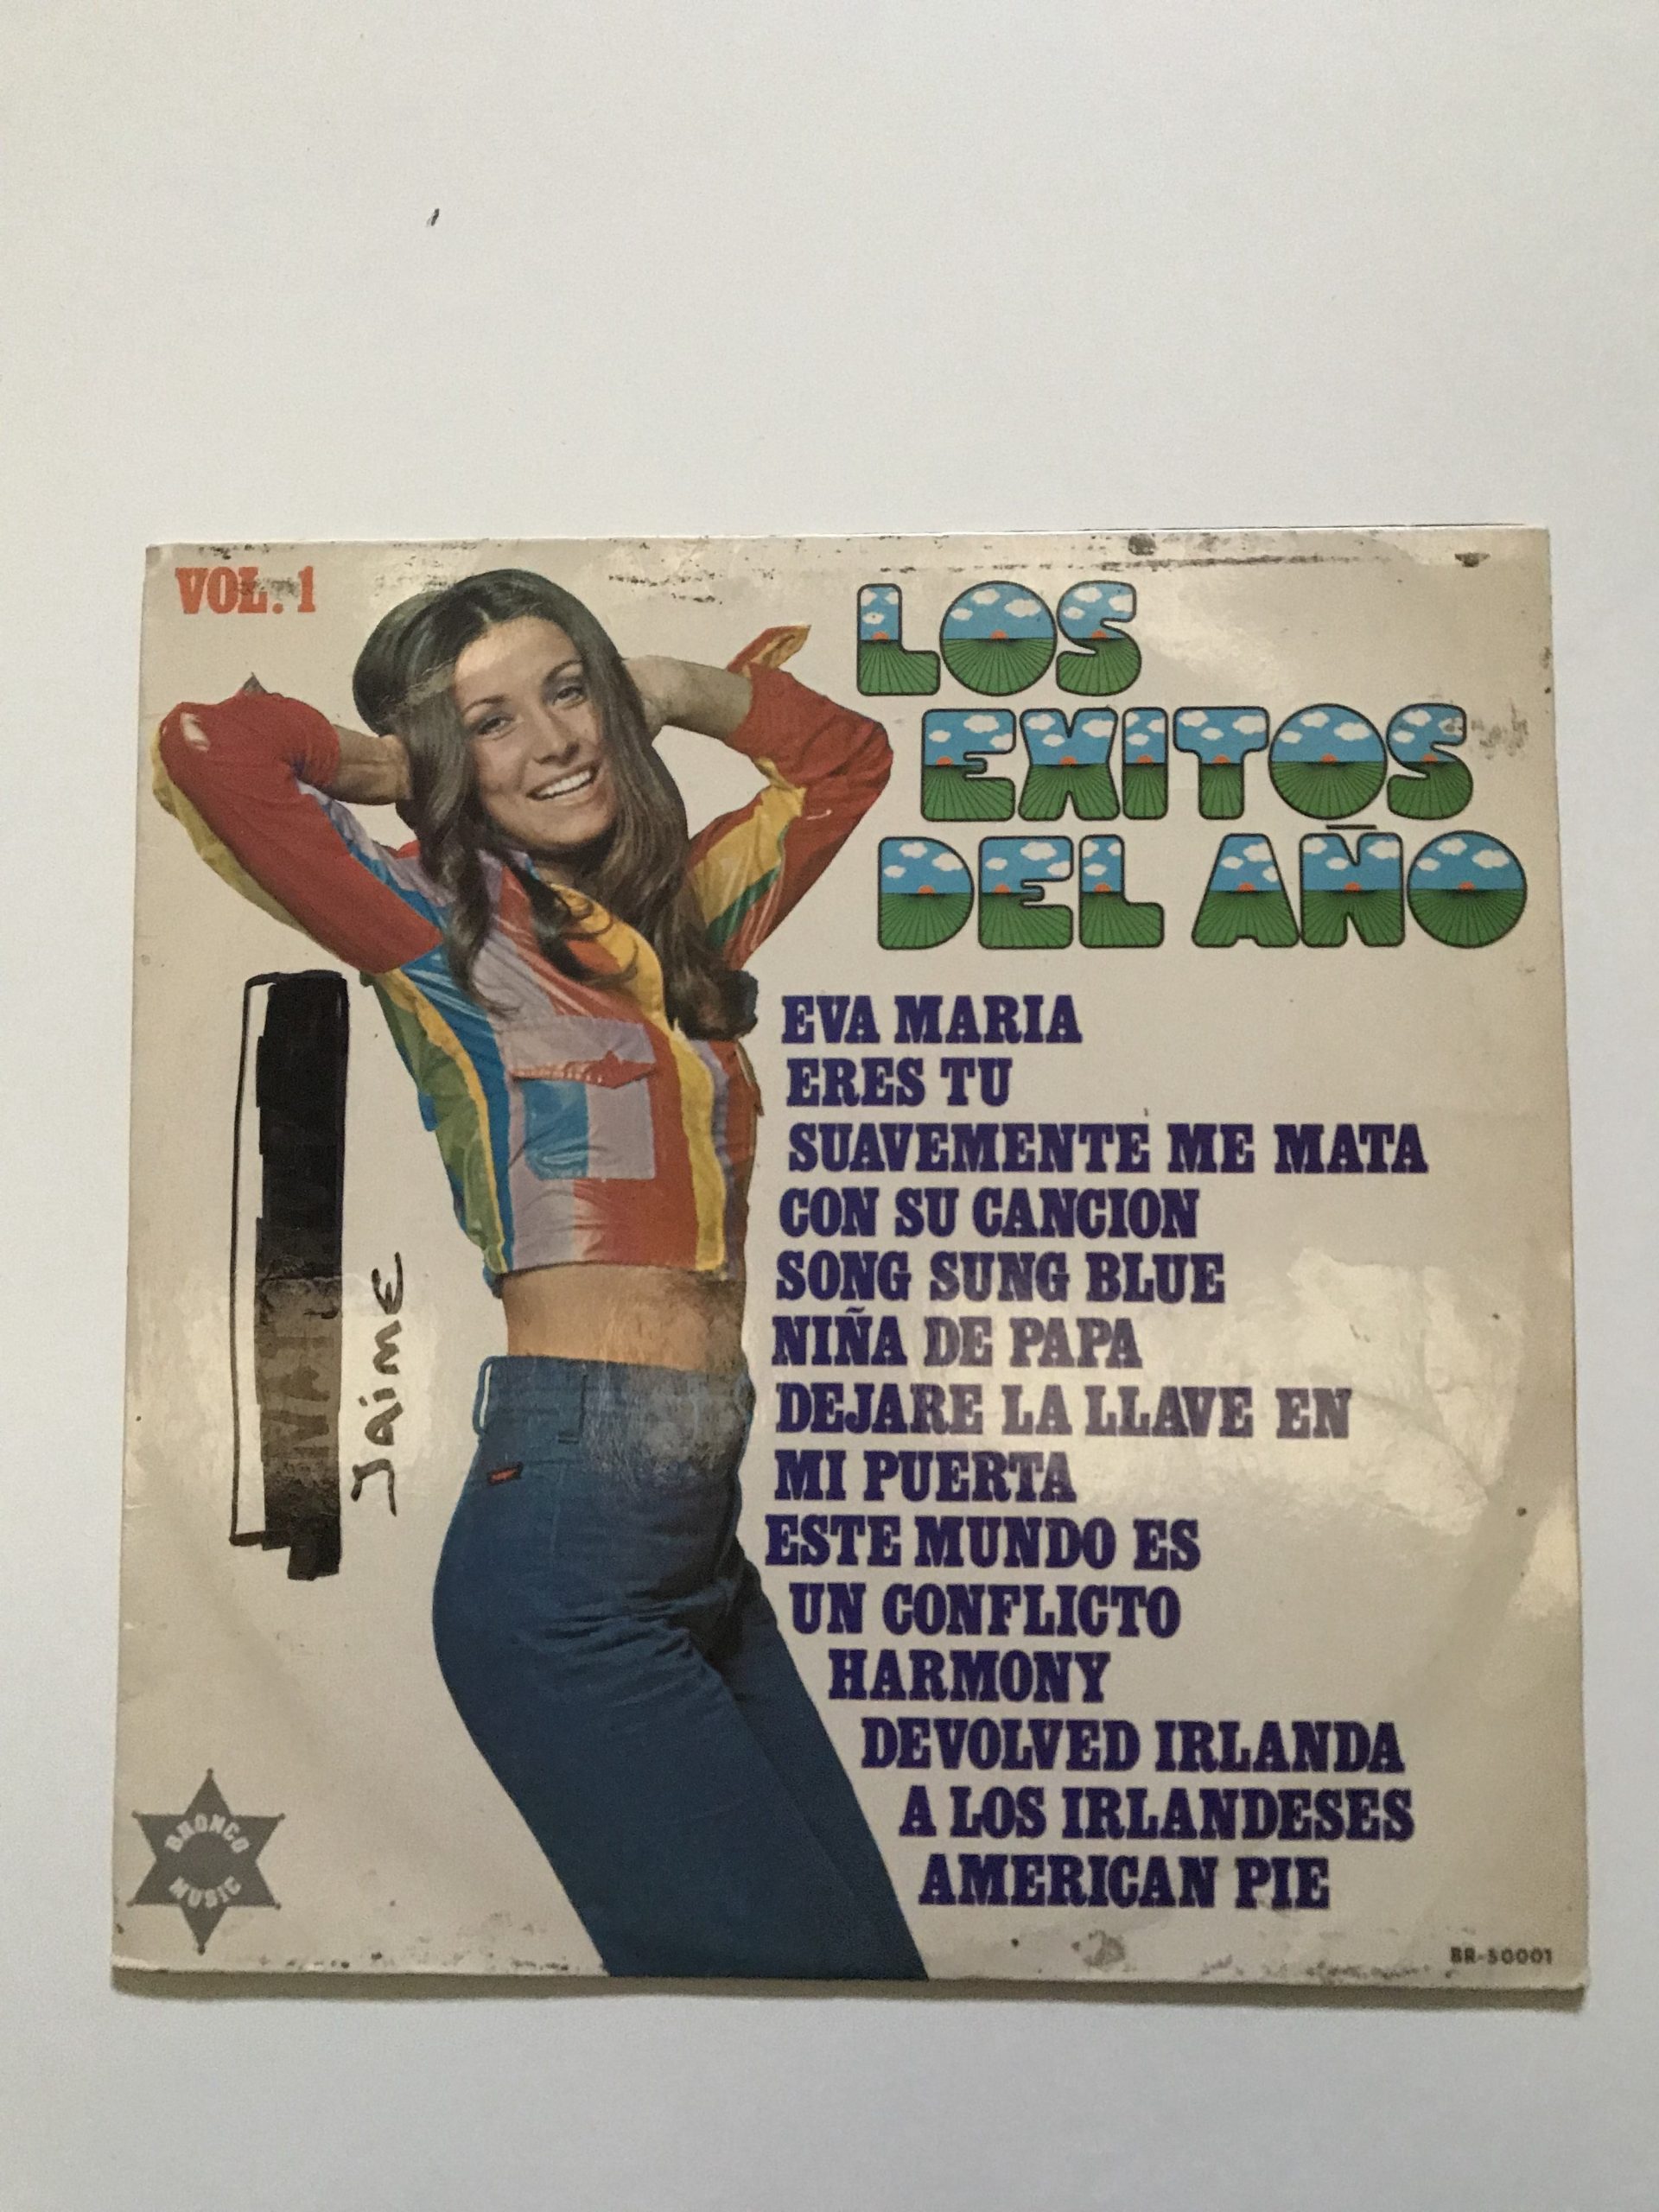 VOL. 1
LOS
EXITOS
DEL AÑO
EVA MARIA
ERES TU
SUAVEMENTE ME MATA
CON SU CANCION
SONG SUNG BLUE
NIÑA DE PAPA
DEJARE LA LLAVE EN
MI PUERTA
ESTE MUNDO ES
UN CONFLICTO
HARMONY
DEVOLVED IRLANDA
A LOS IRLANDESES
AMERICAN PIE
Jaime
BRONCO
MUSIC
BR-50001